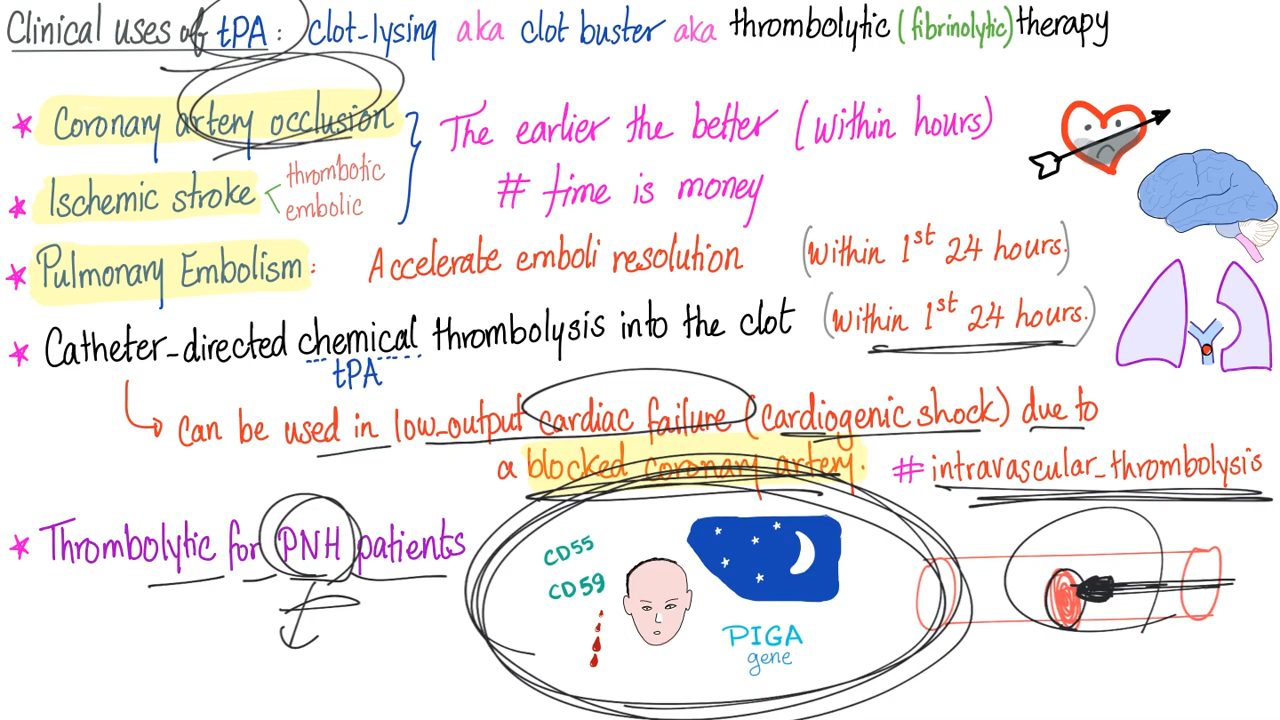 Clinical uses of tPA: clot-lysing aka clot buster aka thrombolytic (fibrinolytic) therapy
* Coronary artery occlusion
* Ischemic stroke
thrombotic
embolic
The earlier the better (within hours)
# time is money
* Pulmonary Embolism: Accelerate emboli resolution (within 1st 24 hours.)
* Catheter-directed chemical thrombolysis into the clot (within 1st 24 hours.)
tPA
can be used in low-output cardiac failure (cardiogenic shock) due to
a blocked coronary artery. # intravascular-thrombolysis
* Thrombolytic for PNH patients
CD55
CD59
PIGA
gene